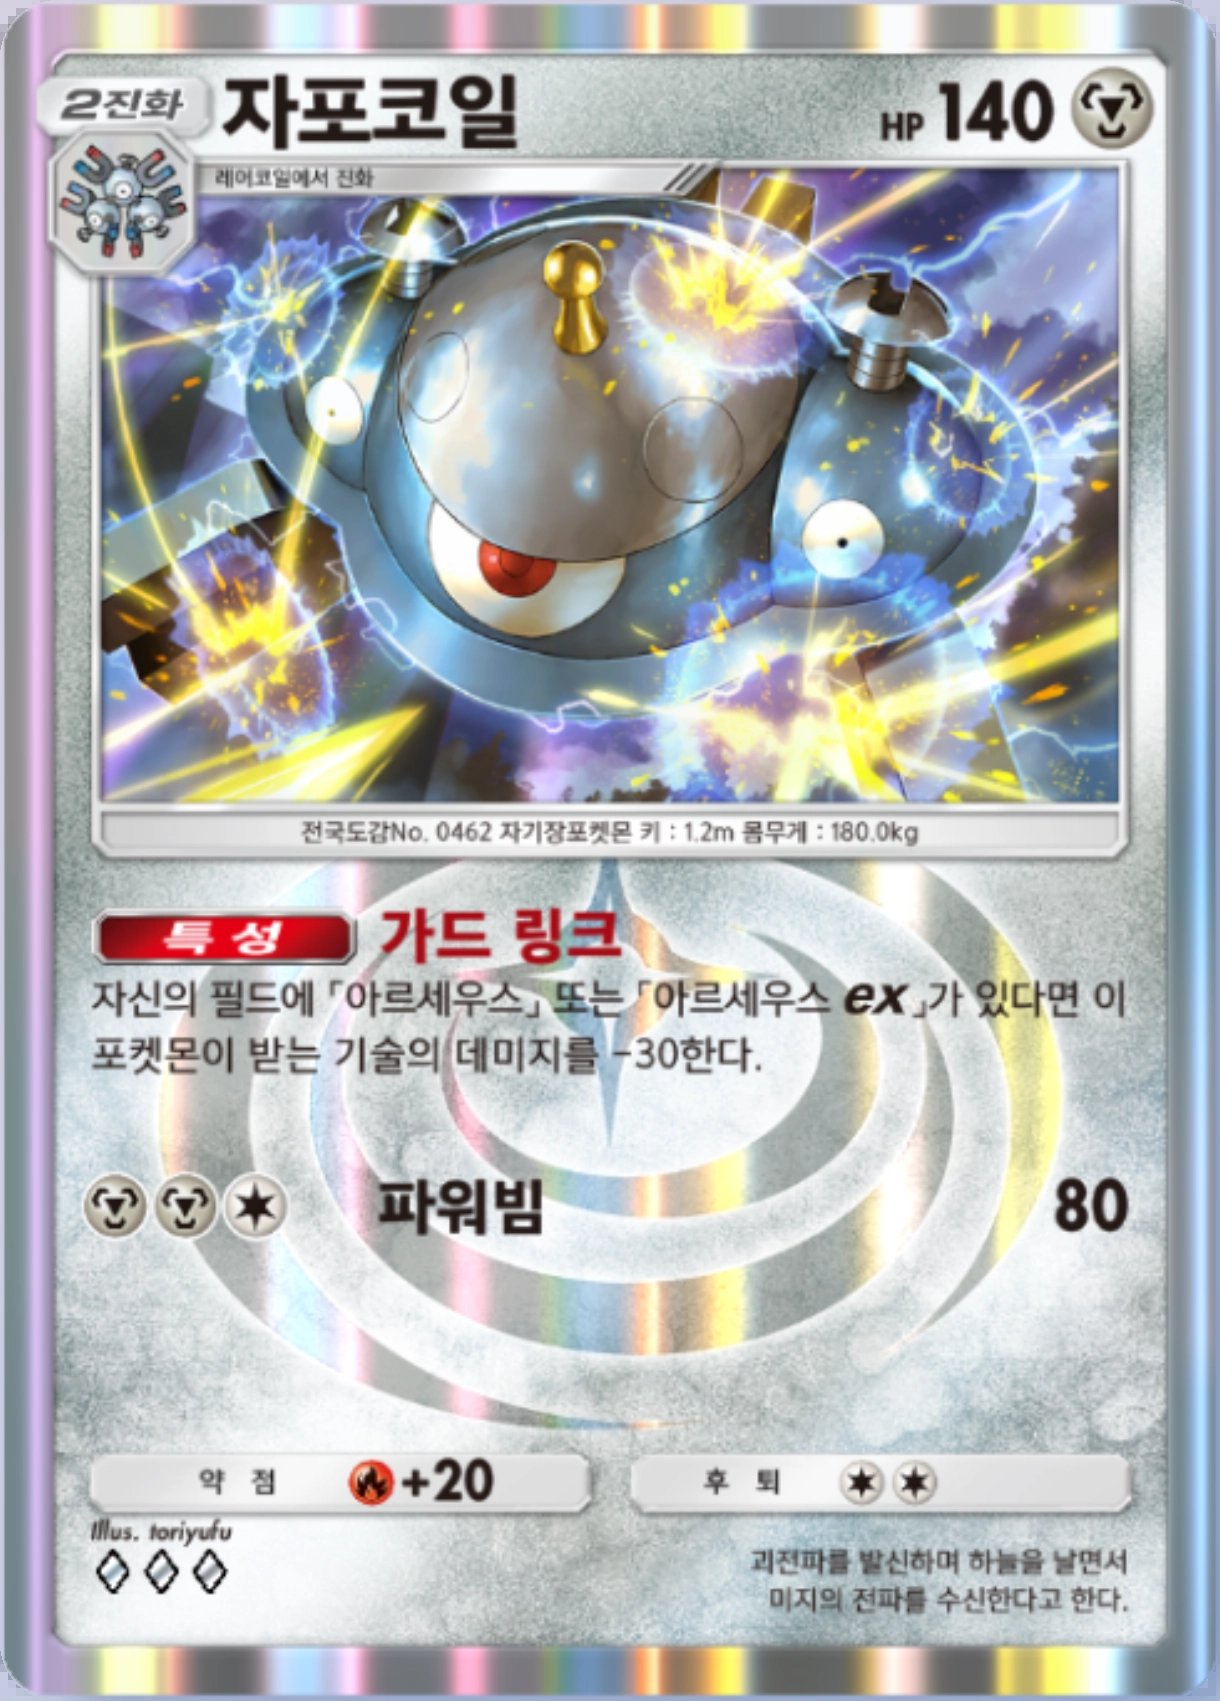 2진화
자포코일
HP 140
레어코일에서 진화
전국도감No. 0462 자기장포켓몬 키 : 1.2m 몸무게 : 180.0kg
특성 가드 링크
자신의 필드에 「아르세우스」 또는 「아르세우스 ex」가 있다면 이
포켓몬이 받는 기술의 데미지를 -30한다.
파워빔 80
약점 +20
후퇴
Illus. toriyufu
괴전파를 발신하며 하늘을 날면서
미지의 전파를 수신한다고 한다.